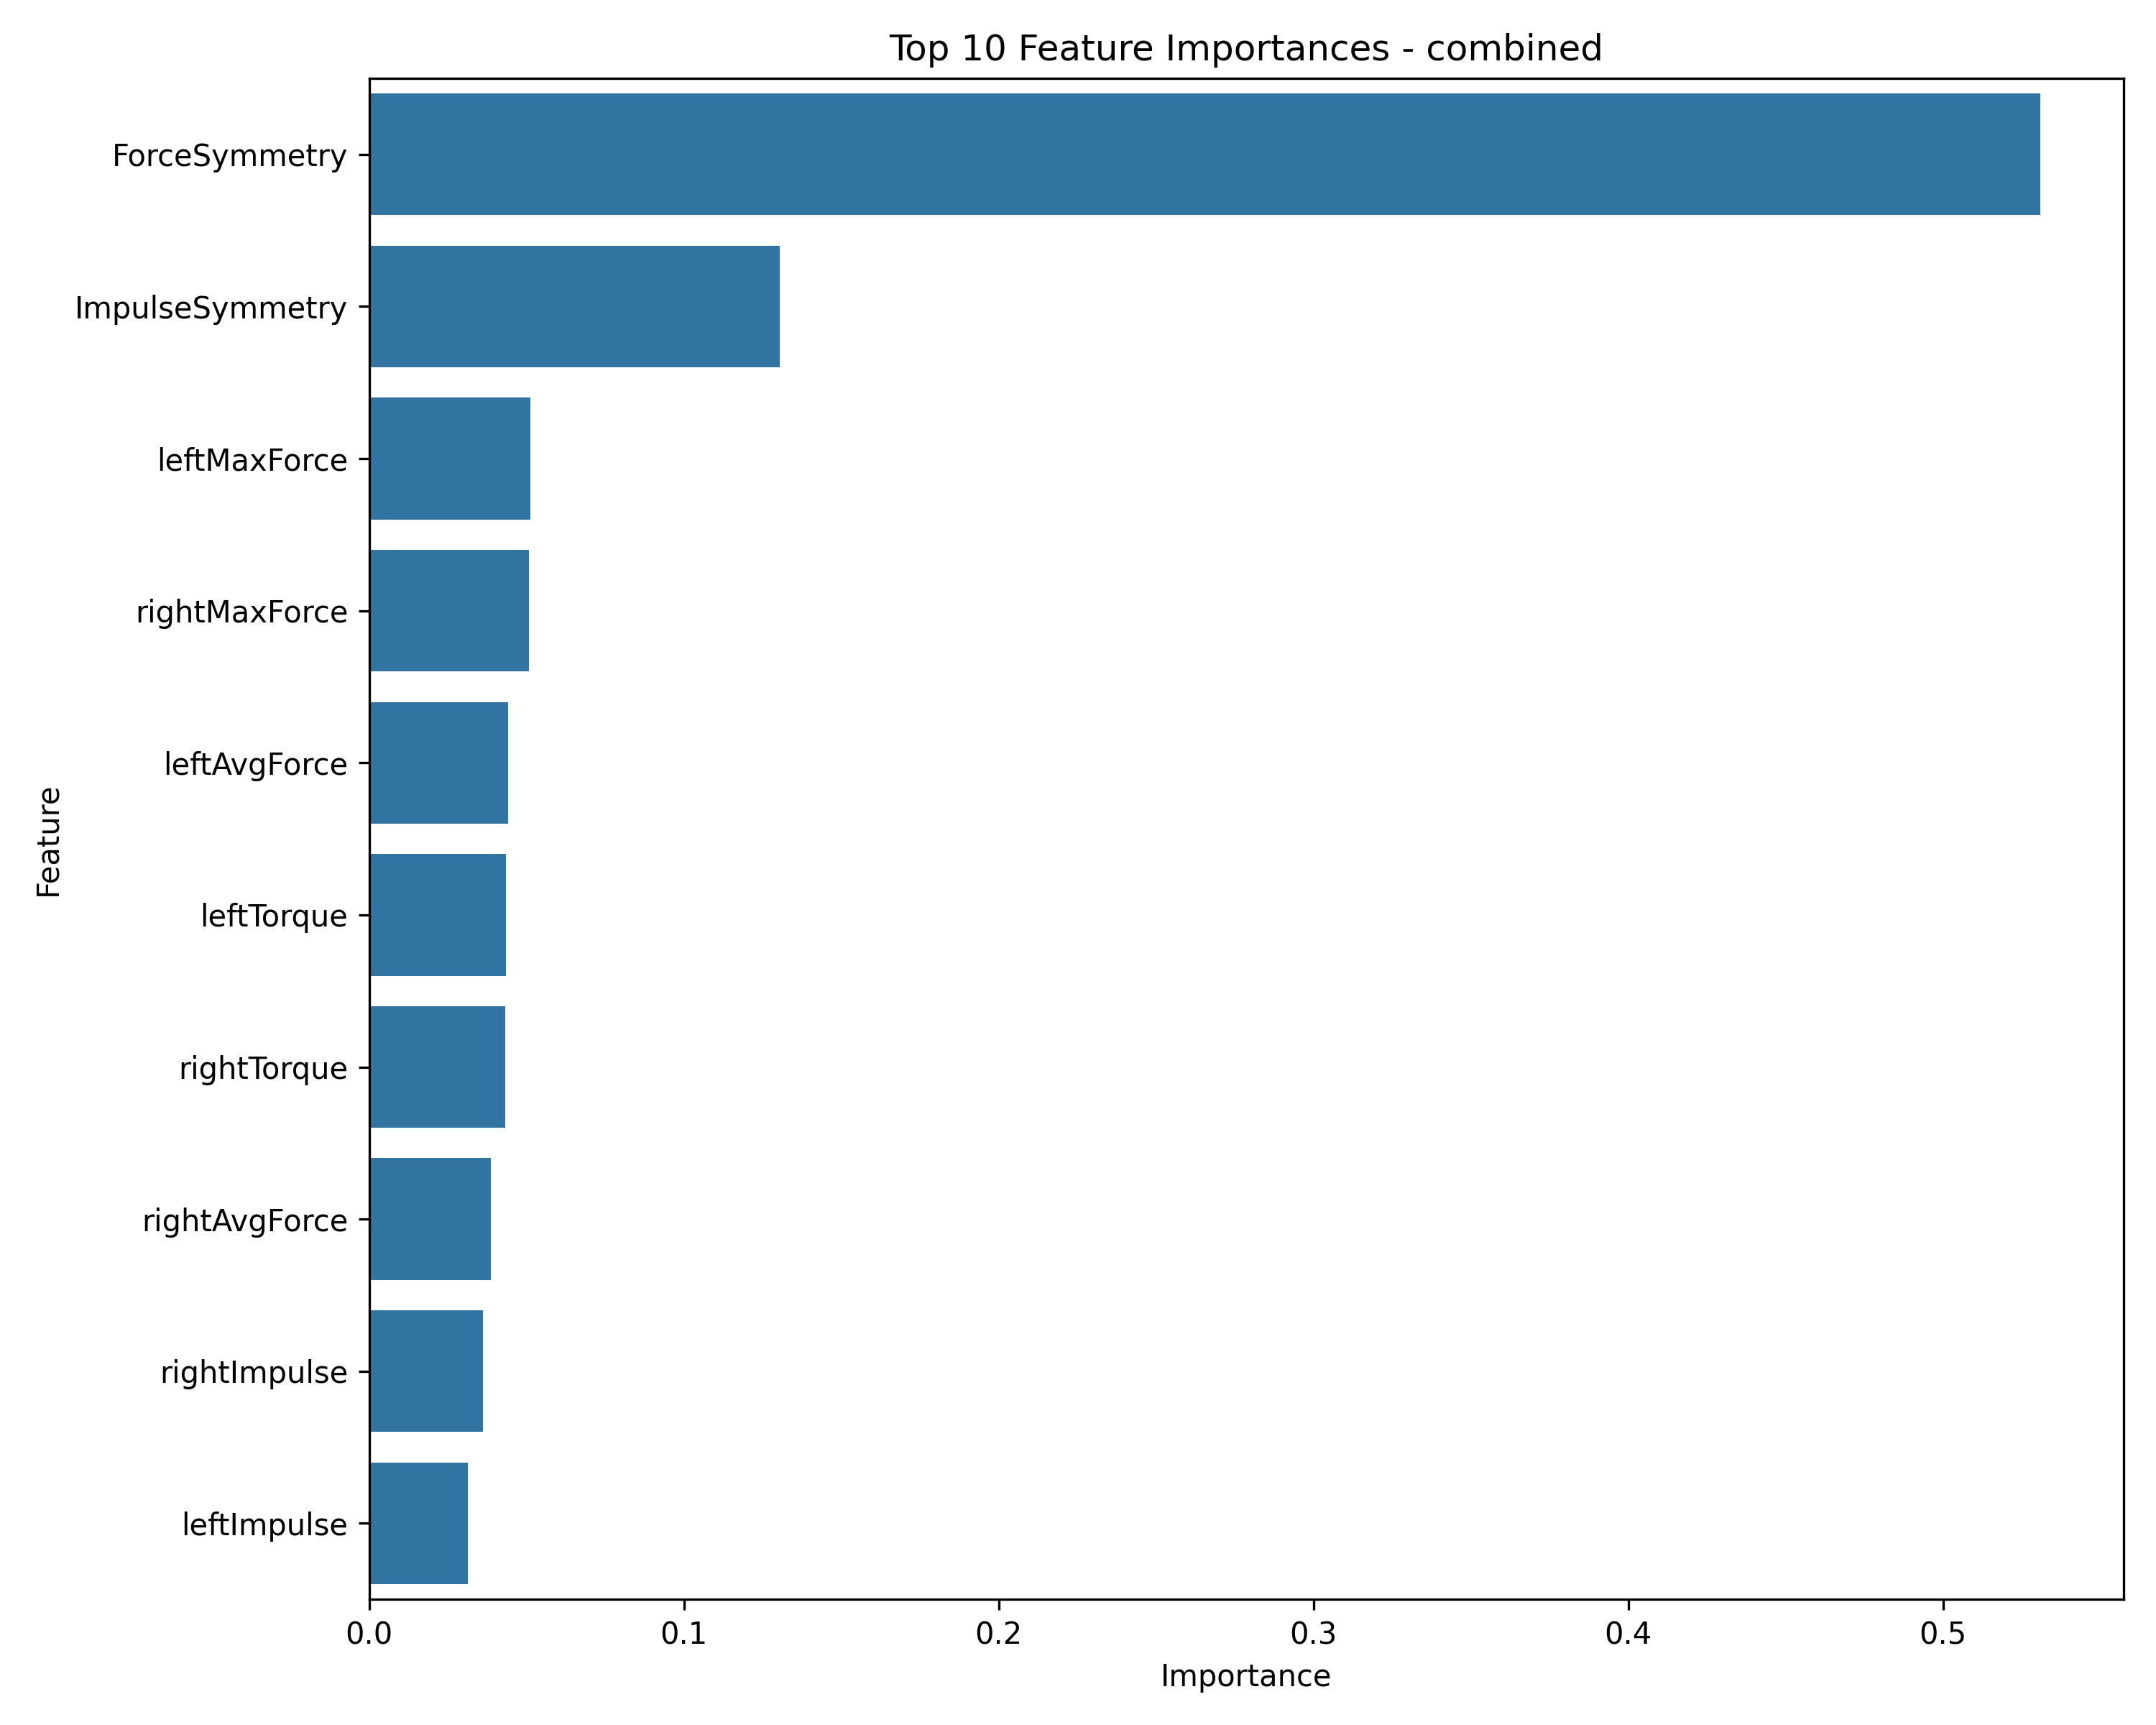 Top 10 Feature Importances - combined
ForceSymmetry
ImpulseSymmetry
leftMaxForce
rightMaxForce
leftAvgForce
leftTorque
rightTorque
rightAvgForce
rightImpulse
leftImpulse
Feature
0.0 0.1 0.2 0.3 0.4 0.5
Importance